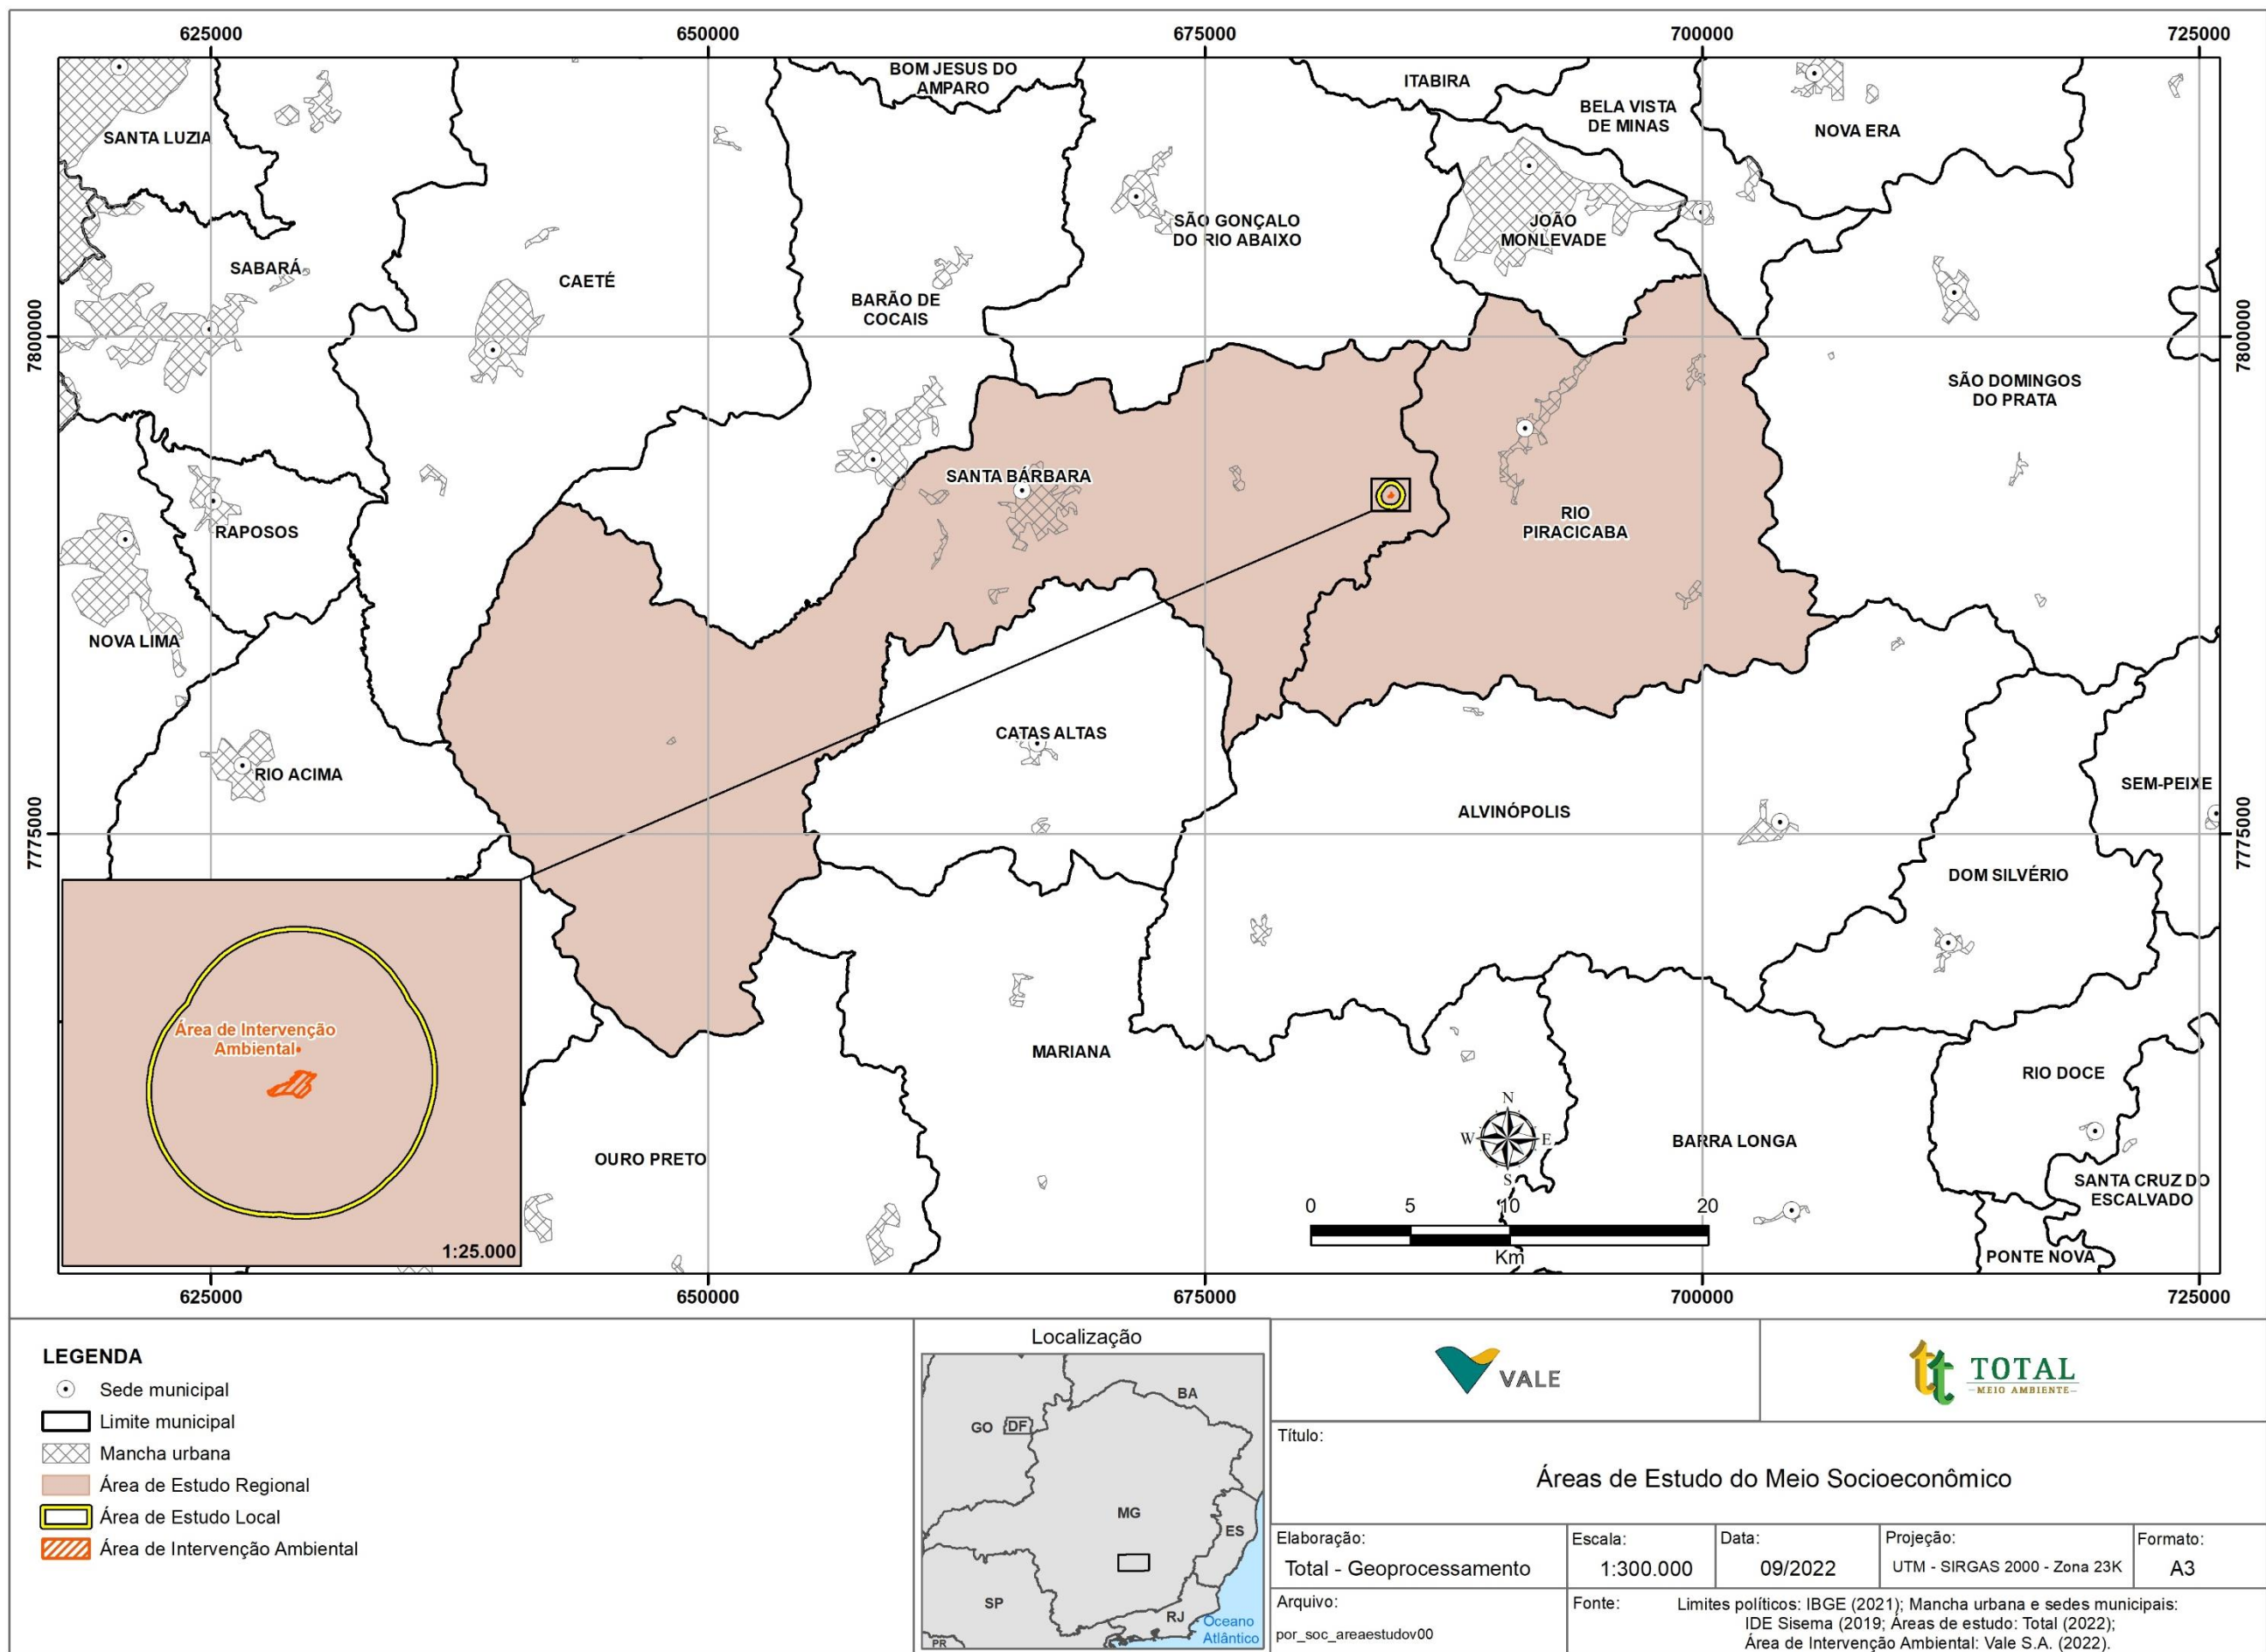 625000
650000
675000
700000
725000
BOM JESUS DO
AMPARO
ITABIRA
BELA VISTA
DE MINAS
NOVA ERA
SANTA LUZIA
SÃO GONÇALO
DO RIO ABAIXO
JOÃO
MONLEVADE
SABARÁ
CAETÉ
BARÃO DE
COCAIS
7800000
7800000
SÃO DOMINGOS
DO PRATA
SANTA BÁRBARA
RAPOSOS
RIO
PIRACICABA
NOVA LIMA
CATAS ALTAS
RIO ACIMA
SEM-PEIXE
ALVINÓPOLIS
7775000
7775000
DOM SILVÉRIO
Área de Intervenção
Ambiental
MARIANA
RIO DOCE
N
W E
S
BARRA LONGA
OURO PRETO
SANTA CRUZ DO
ESCALVADO
0 5 10 20
Km
1:25.000
PONTE NOVA
625000
650000
675000
700000
725000
LEGENDA
Sede municipal
Limite municipal
Mancha urbana
Área de Estudo Regional
Área de Estudo Local
Área de Intervenção Ambiental
Localização
BA
GO
DF
MG
ES
SP
RJ
PR
Oceano
Atlântico
VALE
tt TOTAL
MEIO AMBIENTE
Título:
Áreas de Estudo do Meio Socioeconômico
Elaboração:
Total - Geoprocessamento
Escala:
1:300.000
Data:
09/2022
Projeção:
UTM - SIRGAS 2000 - Zona 23K
Formato:
A3
Arquivo:
por_soc_areaestudov00
Fonte:
Limites políticos: IBGE (2021); Mancha urbana e sedes municipais:
IDE Sisema (2019; Áreas de estudo: Total (2022);
Área de Intervenção Ambiental: Vale S.A. (2022).